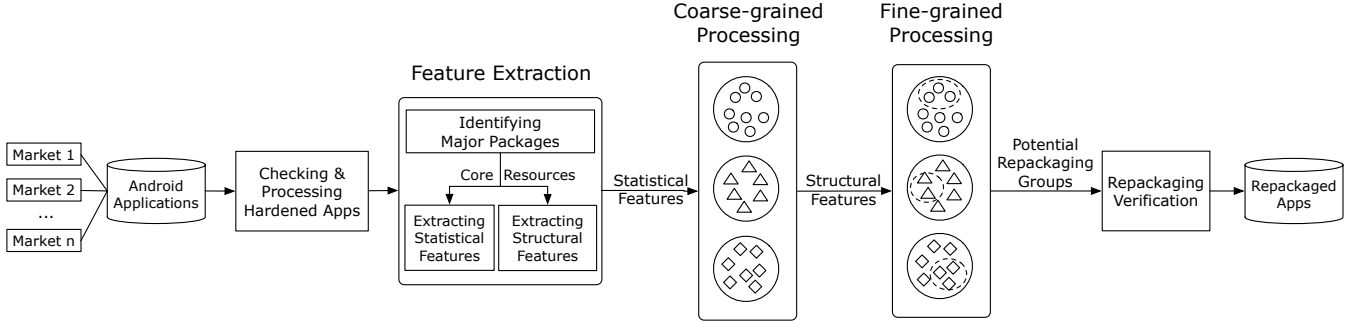 Market 1
Market 2
...
Market n
Android
Applications
Checking &
Processing
Hardened Apps
Feature Extraction
Identifying
Major Packages
Core Resources
Extracting
Statistical
Features
Extracting
Structural
Features
Statistical
Features
Coarse-grained
Processing
Structural
Features
Fine-grained
Processing
Potential
Repackaging
Groups
Repackaging
Verification
Repackaged
Apps